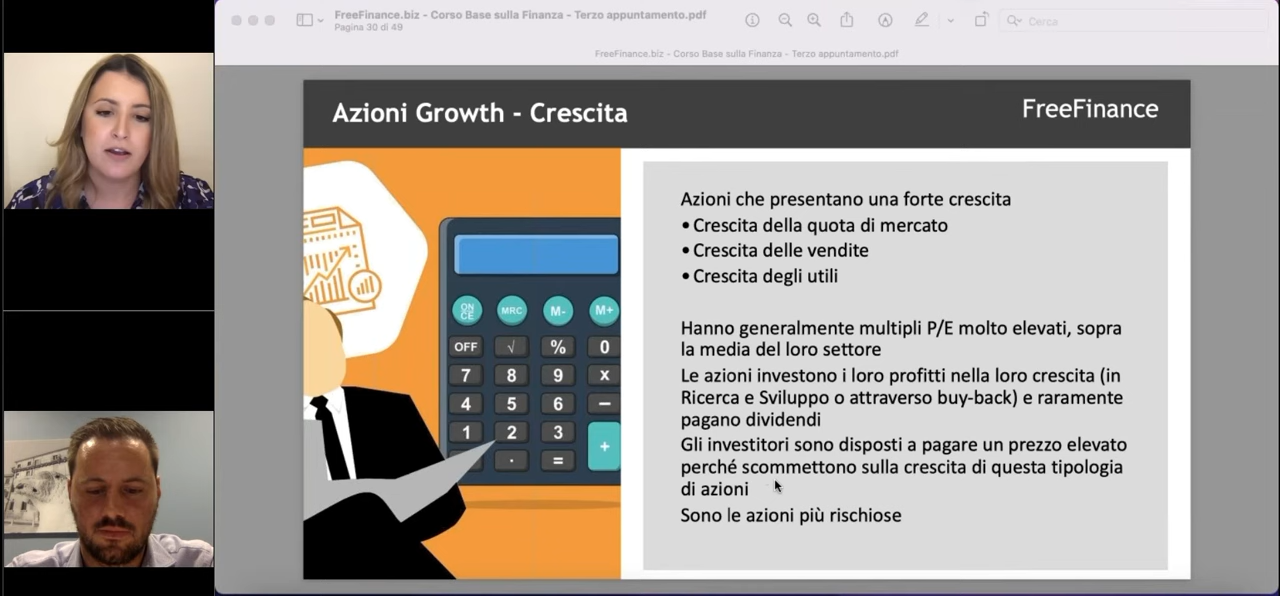 FreeFinance.biz - Corso Base sulla Finanza - Terzo appuntamento.pdf
Pagina 30 di 49
Cerca
FreeFinance.biz - Corso Base sulla Finanza - Terzo appuntamento.pdf
Azioni Growth - Crescita
FreeFinance
Azioni che presentano una forte crescita
• Crescita della quota di mercato
• Crescita delle vendite
• Crescita degli utili
Hanno generalmente multipli P/E molto elevati, sopra
la media del loro settore
Le azioni investono i loro profitti nella loro crescita (in
Ricerca e Sviluppo o attraverso buy-back) e raramente
pagano dividendi
Gli investitori sono disposti a pagare un prezzo elevato
perché scommettono sulla crescita di questa tipologia
di azioni
Sono le azioni più rischiose
ON CE MRC M- M+
OFF √ % 0
7 8 9 x
4 5 6 −
1 2 3 +
. =